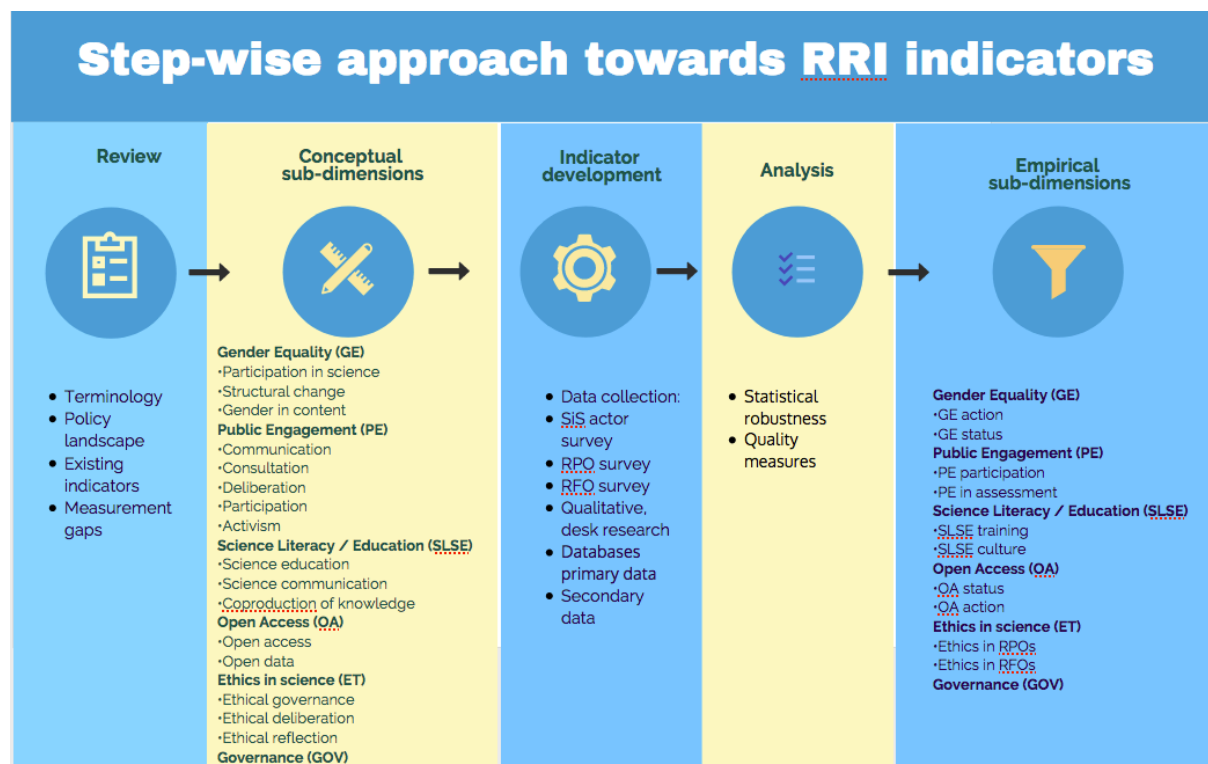 Step-wise approach towards RRI indicators
Review
• Terminology
• Policy
landscape
• Existing
indicators
• Measurement
gaps
Conceptual
sub-dimensions
Gender Equality (GE)
•Participation in science
•Structural change
•Gender in content
Public Engagement (PE)
•Communication
•Consultation
•Deliberation
•Participation
•Activism
Science Literacy / Education (SLSE)
•Science education
•Science communication
•Coproduction of knowledge
Open Access (OA)
•Open access
•Open data
Ethics in science (ET)
•Ethical governance
•Ethical deliberation
•Ethical reflection
Governance (GOV)
Indicator
development
• Data collection:
• SiS actor
survey
• RPO survey
• RFO survey
• Qualitative,
desk research
• Databases
primary data
• Secondary
data
Analysis
• Statistical
robustness
• Quality
measures
Empirical
sub-dimensions
Gender Equality (GE)
•GE action
•GE status
Public Engagement (PE)
•PE participation
•PE in assessment
Science Literacy / Education (SLSE)
•SLSE training
•SLSE culture
Open Access (OA)
•OA status
•OA action
Ethics in science (ET)
•Ethics in RPOs
•Ethics in RFOs
Governance (GOV)